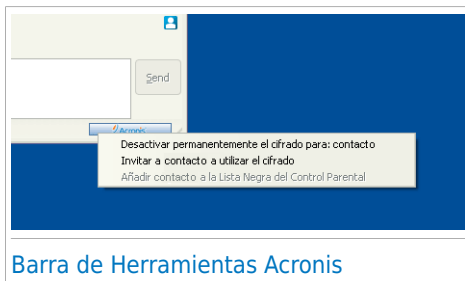 Send
Acronis
Desactivar permanentemente el cifrado para: contacto
Invitar a contacto a utilizar el cifrado
Añadir contacto a la Lista Negra del Control Parental
Barra de Herramientas Acronis